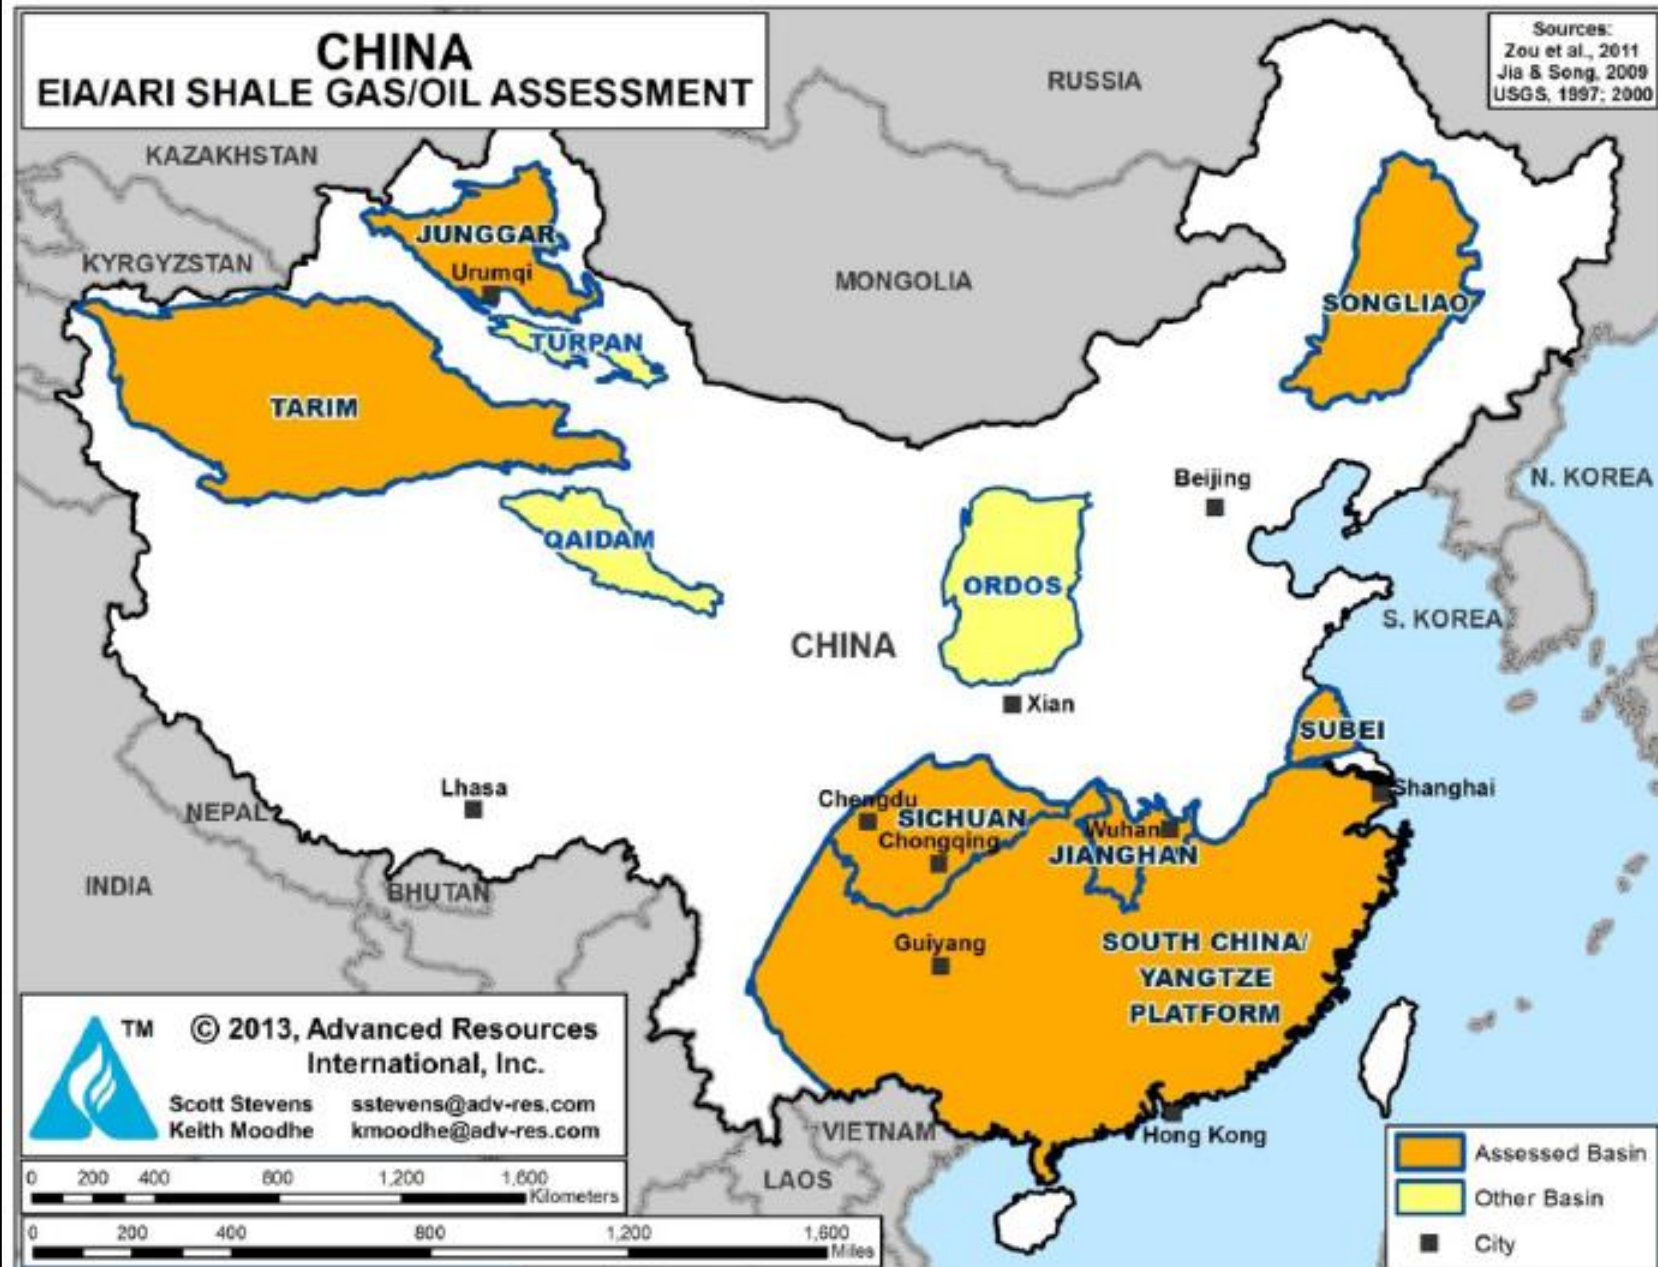 CHINA
EIA/ARI SHALE GAS/OIL ASSESSMENT
Sources:
Zou et al., 2011
Jia & Song, 2009
USGS, 1997; 2000
RUSSIA
KAZAKHSTAN
JUNGGAR
KYRGYZSTAN
Urumqi
MONGOLIA
SONGLIAO
TURPAN
TARIM
Beijing
N. KOREA
QAIDAM
ORDOS
S. KOREA
CHINA
Xian
SUBEI
Lhasa
Shanghai
Chengdu
NEPAL
SICHUAN
Wuhan
Chongqing
JIANGHAN
INDIA
BHUTAN
Guiyang
SOUTH CHINA/
YANGTZE
PLATFORM
TM
© 2013, Advanced Resources
International, Inc.
Scott Stevens sstevens@adv-res.com
Keith Moodhe kmoodhe@adv-res.com
VIETNAM
Hong Kong
LAOS
Assessed Basin
Other Basin
City
0 200 400 800 1,200 1,600
Kilometers
0 200 400 800 1,200 1,600
Miles